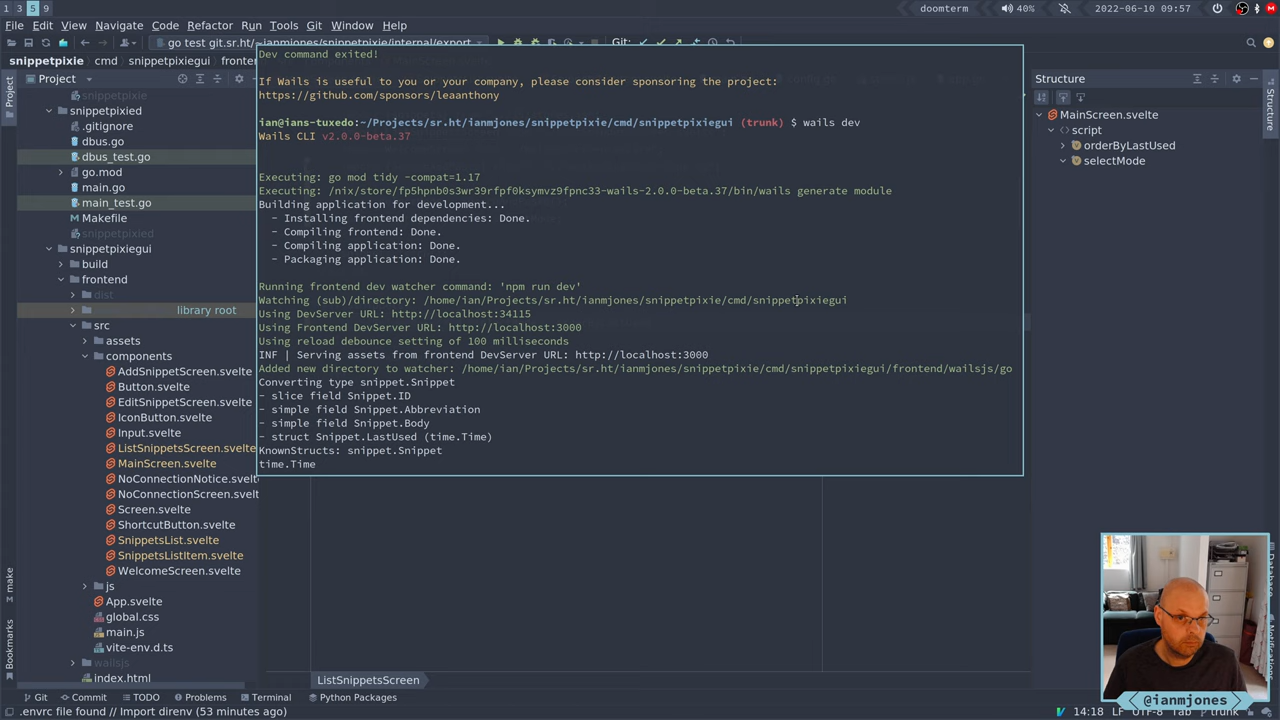 1 3 5 9
doomterm
40%
2022-06-10 09:57
File Edit View Navigate Code Refactor Run Tools Git Window Help
go test git.sr.ht/~ianmjones/snippetpixie/internal/export
Git:
snippetpixie cmd snippetpixiegui
Project
Project
snippetpixie
snippetpixied
.gitignore
dbus.go
dbus_test.go
go.mod
main.go
main_test.go
Makefile
snippetpixied
snippetpixiegui
build
frontend
dist
library root
src
assets
components
AddSnippetScreen.svelte
Button.svelte
EditSnippetScreen.svelte
IconButton.svelte
Input.svelte
ListSnippetsScreen.svelte
MainScreen.svelte
NoConnectionNotice.svelte
NoConnectionScreen.svelte
Screen.svelte
ShortcutButton.svelte
SnippetsList.svelte
SnippetsListItem.svelte
WelcomeScreen.svelte
js
App.svelte
global.css
main.js
vite-env.d.ts
wailsjs
index.html
make
Bookmarks
Dev command exited!
If Wails is useful to you or your company, please consider sponsoring the project:
https://github.com/sponsors/leaanthony
ian@ians-tuxedo:~/Projects/sr.ht/ianmjones/snippetpixie/cmd/snippetpixiegui (trunk) $ wails dev
Wails CLI v2.0.0-beta.37
Executing: go mod tidy -compat=1.17
Executing: /nix/store/fp5hpnb0s3wr39rfpf0ksymvz9fpnc33-wails-2.0.0-beta.37/bin/wails generate module
Building application for development...
- Installing frontend dependencies: Done.
- Compiling frontend: Done.
- Compiling application: Done.
- Packaging application: Done.
Running frontend dev watcher command: 'npm run dev'
Watching (sub)/directory: /home/ian/Projects/sr.ht/ianmjones/snippetpixie/cmd/snippetpixiegui
Using DevServer URL: http://localhost:34115
Using Frontend DevServer URL: http://localhost:3000
Using reload debounce setting of 100 milliseconds
INF | Serving assets from frontend DevServer URL: http://localhost:3000
Added new directory to watcher: /home/ian/Projects/sr.ht/ianmjones/snippetpixie/cmd/snippetpixiegui/frontend/wailsjs/go
Converting type snippet.Snippet
- slice field Snippet.ID
- simple field Snippet.Abbreviation
- simple field Snippet.Body
- struct Snippet.LastUsed (time.Time)
KnownStructs: snippet.Snippet
time.Time
Structure
Structure
MainScreen.svelte
script
orderByLastUsed
selectMode
Database
Notifications
@ianmjones
ListSnippetsScreen
Git Commit TODO Problems Terminal Python Packages
.envrc file found // Import direnv (53 minutes ago)
14:18 LF UTF-8 Tab trunk